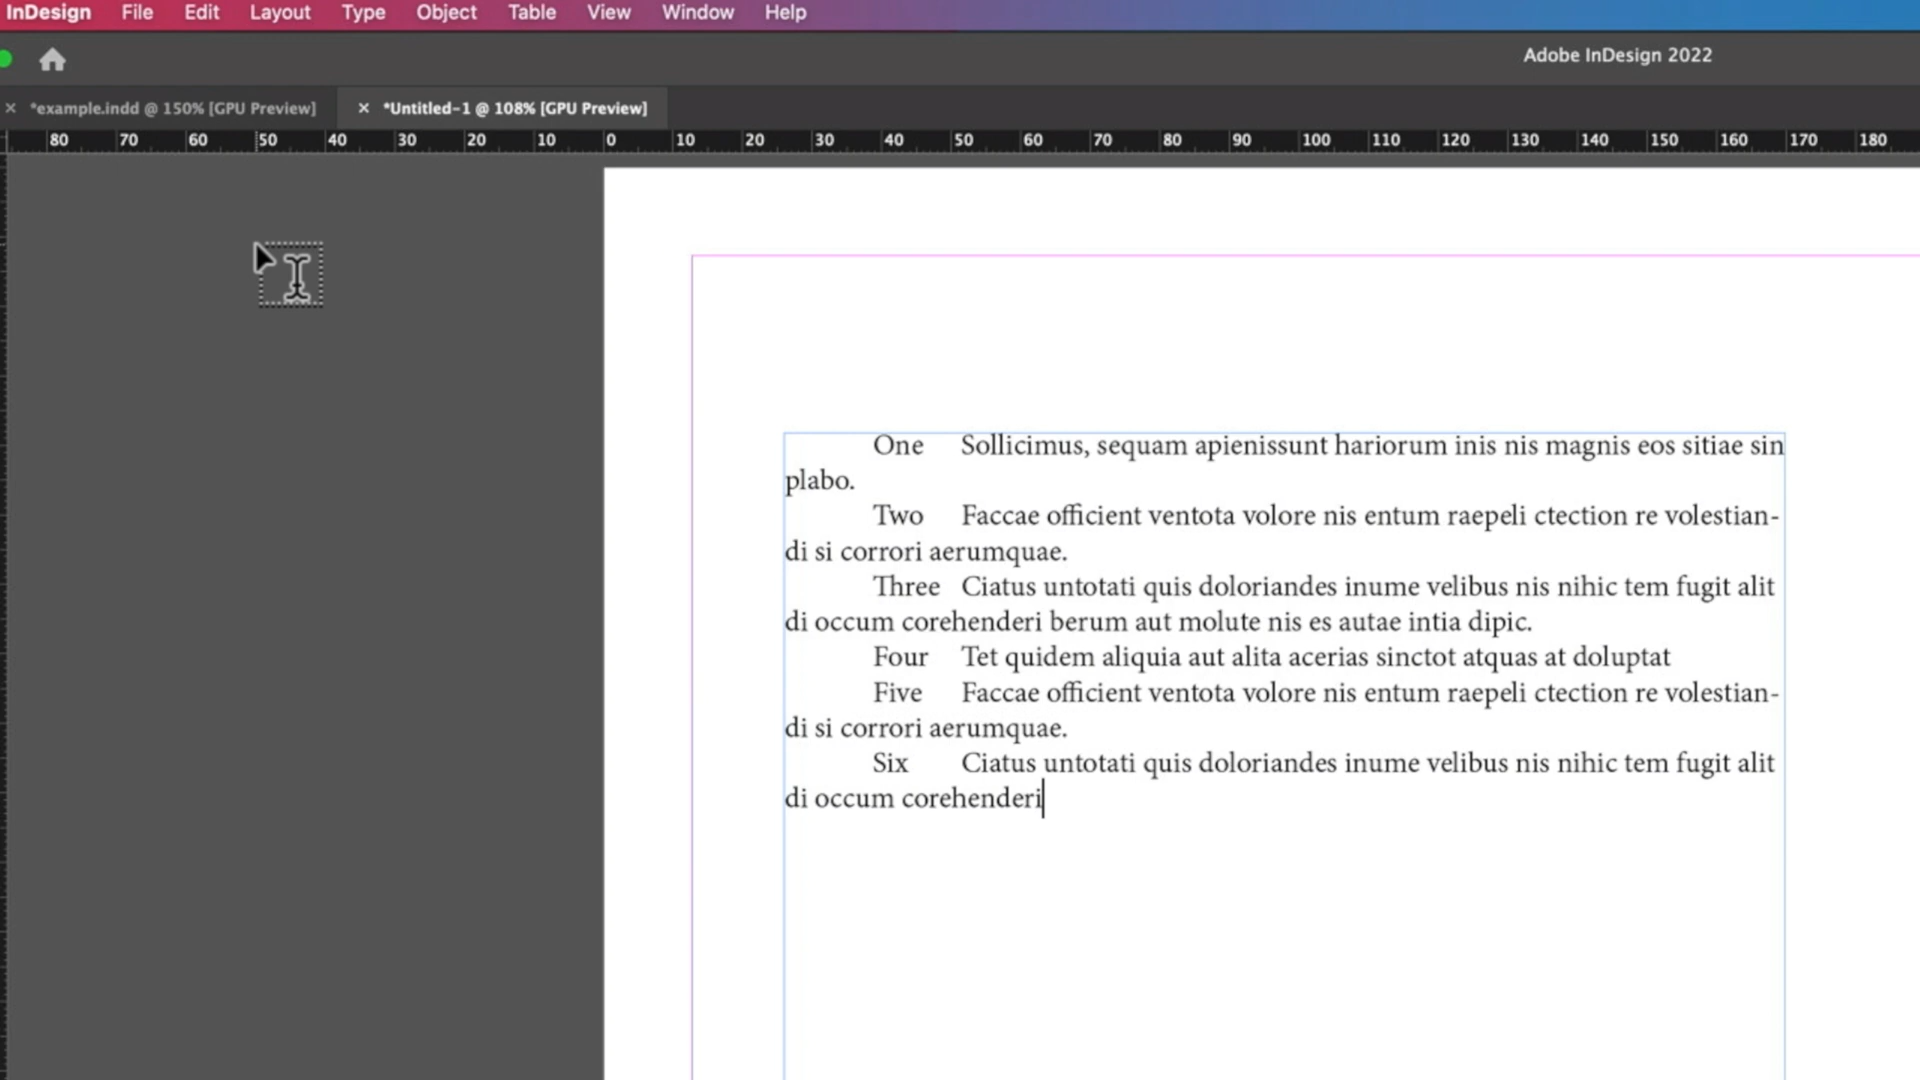 InDesign File Edit Layout Type Object Table View Window Help
Adobe InDesign 2022
× *example.indd @ 150% [GPU Preview] × *Untitled-1 @ 108% [GPU Preview]
80 70 60 50 40 30 20 10 0 10 20 30 40 50 60 70 80 90 100 110 120 130 140 150 160 170 180
One Sollicimus, sequam apienissunt hariorum inis nis magnis eos sitiae sin
plabo.
Two Faccae officient ventota volore nis entum raepeli ctection re volestian-
di si corrori aerumquae.
Three Ciatus untotati quis doloriandes inume velibus nis nihic tem fugit alit
di occum corehenderi berum aut molute nis es autae intia dipic.
Four Tet quidem aliquia aut alita acerias sinctot atquas at doluptat
Five Faccae officient ventota volore nis entum raepeli ctection re volestian-
di si corrori aerumquae.
Six Ciatus untotati quis doloriandes inume velibus nis nihic tem fugit alit
di occum corehenderi